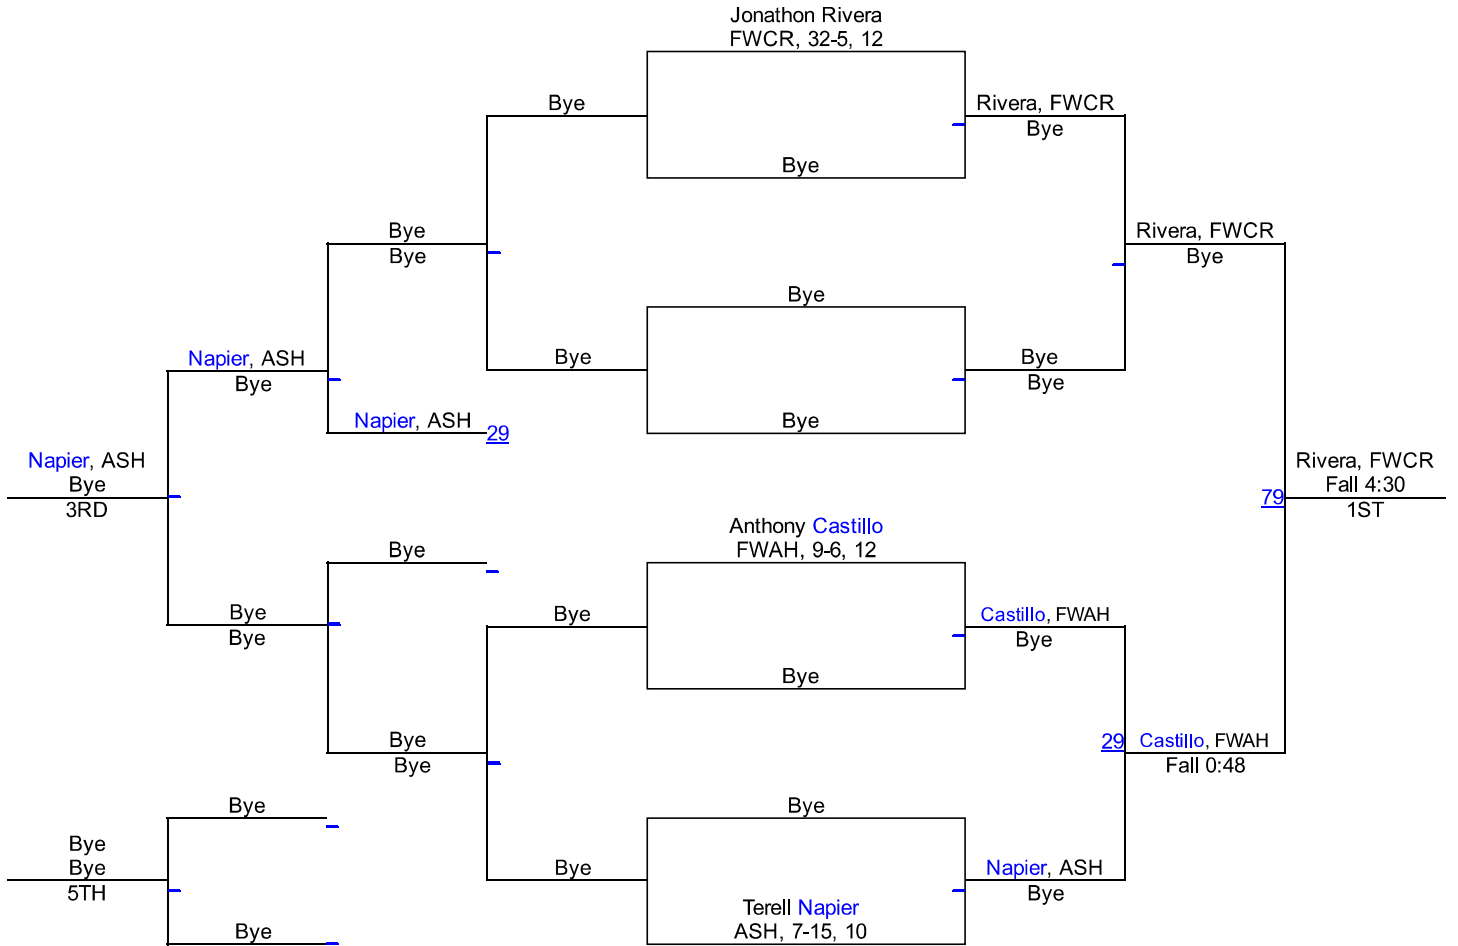 Jonathon Rivera
FWCR, 32-5, 12
Bye
Rivera, FWCR
Bye
Bye
Bye
Bye
Rivera, FWCR
Bye
Bye
Bye
Bye
Bye
Napier, ASH
Bye
Bye
Napier, ASH
29
Napier, ASH
Bye
3RD
Rivera, FWCR
Fall 4:30
79
1ST
Anthony Castillo
FWAH, 9-6, 12
Bye
Bye
Bye
Bye
Castillo, FWAH
Bye
Bye
Bye
Bye
29
Castillo, FWAH
Fall 0:48
Bye
Bye
Bye
Bye
5TH
Bye
Napier, ASH
Bye
Terell Napier
ASH, 7-15, 10
Bye